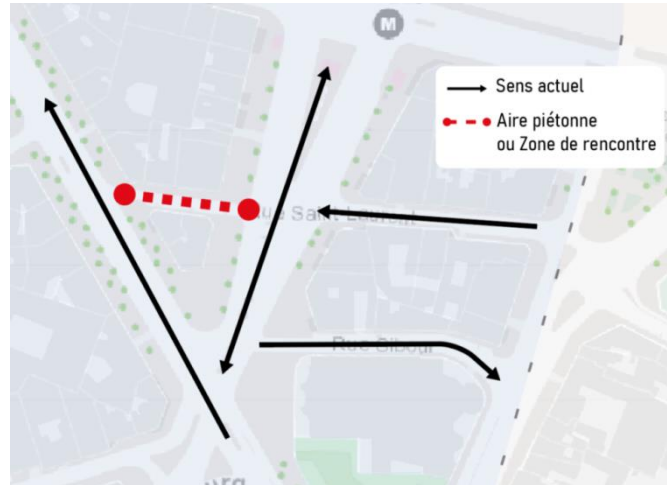 M
Sens actuel
Aire piétonne
ou Zone de rencontre
Rue Saint-Laurent
Rue Sibour